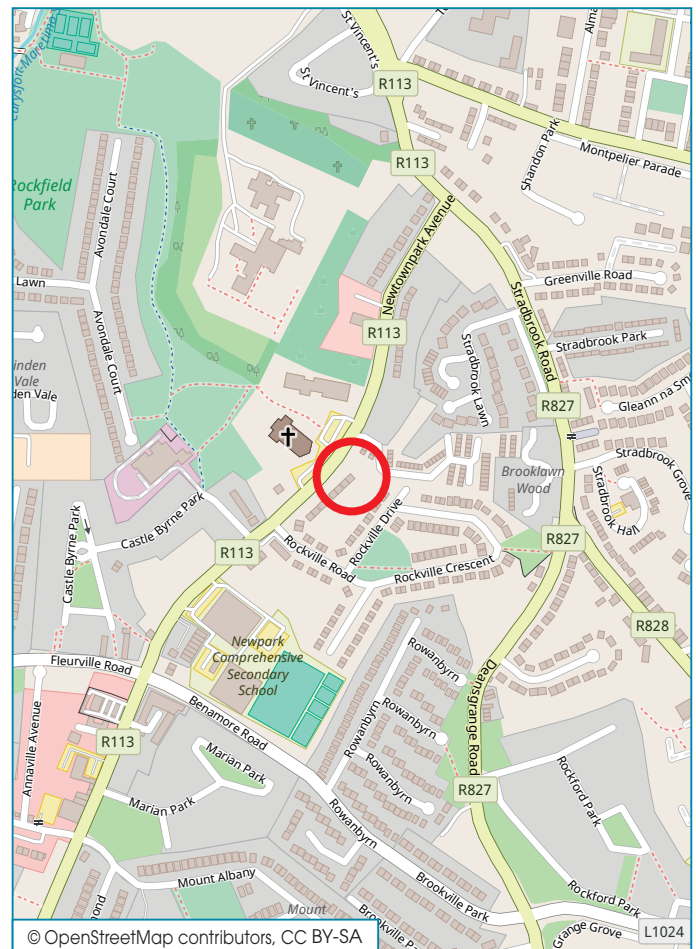 Carysfort-Maretimo
St Vincent's
St Vincent's
R113
R113
Montpelier Parade
Shandon Park
Rockfield
Park
Avondale Court
Newtownpark Avenue
Greenville Road
Lawn
Stradbrook Road
R113
Avondale Court
Stradbrook Park
Stradbrook Lawn
den Vale
R827
Brooklawn
Wood
Stradbrook Grove
Stradbrook Hall
Castle Byrne Park
Castle Byrne Park
Rockville Drive
R113
Rockville Road
R827
Rockville Crescent
R828
Newpark
Comprehensive
Secondary
School
Rowanbyrn
Fleurville Road
Deansgrange Road
Benamore Road
Rowanbyrn
Rowanbyrn
Annaville Avenue
R113
Marian Park
Rowanbyrn
R827
Rockford Park
Marian Park
Rowanbyrn
Mount Albany
Brookville Park
Rockford Park
Mount
Grange Grove
L1024
© OpenStreetMap contributors, CC BY-SA